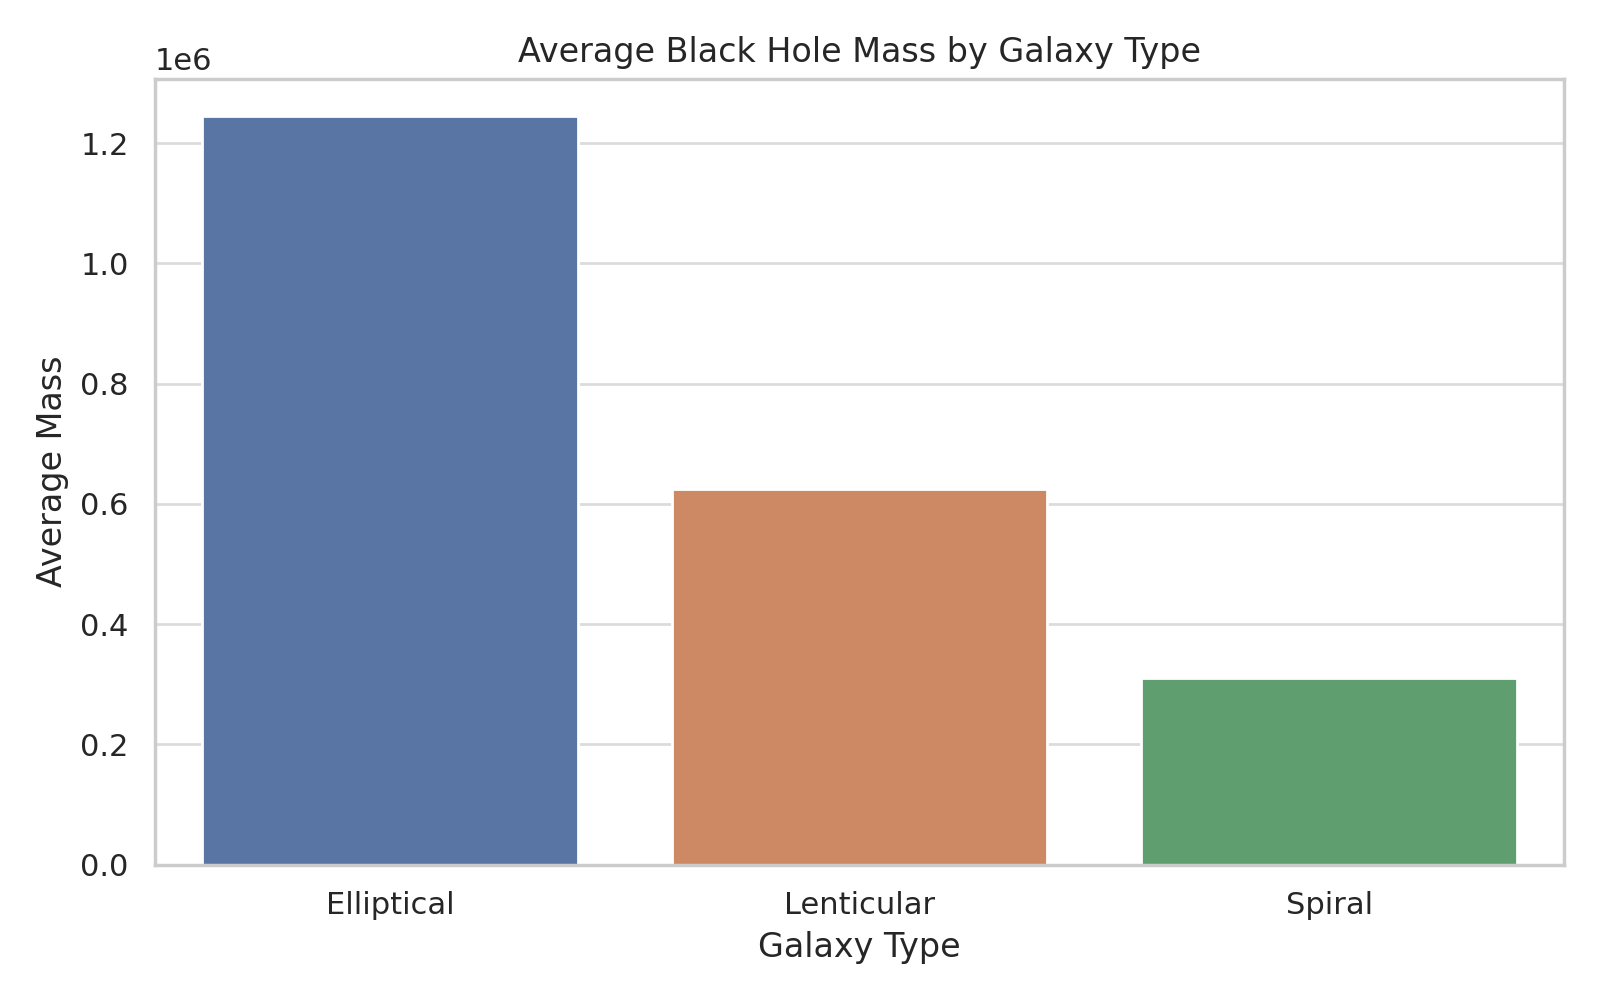 Average Black Hole Mass by Galaxy Type
1e6
1.2
1.0
0.8
0.6
0.4
0.2
0.0
Average Mass
Elliptical Lenticular Spiral
Galaxy Type